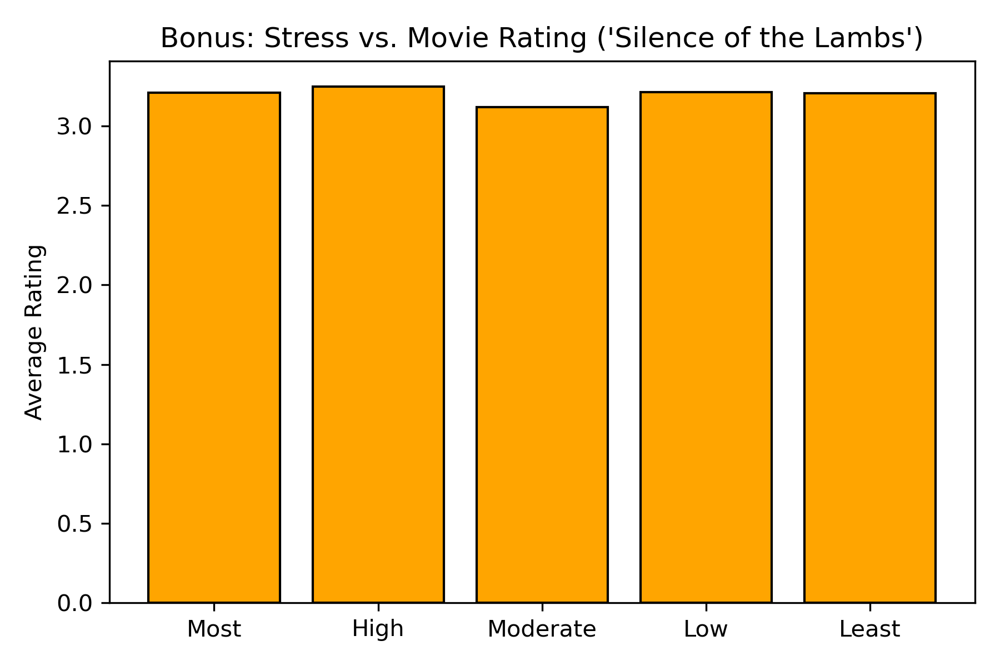 Bonus: Stress vs. Movie Rating ('Silence of the Lambs')
Average Rating
3.0
2.5
2.0
1.5
1.0
0.5
0.0
Most High Moderate Low Least